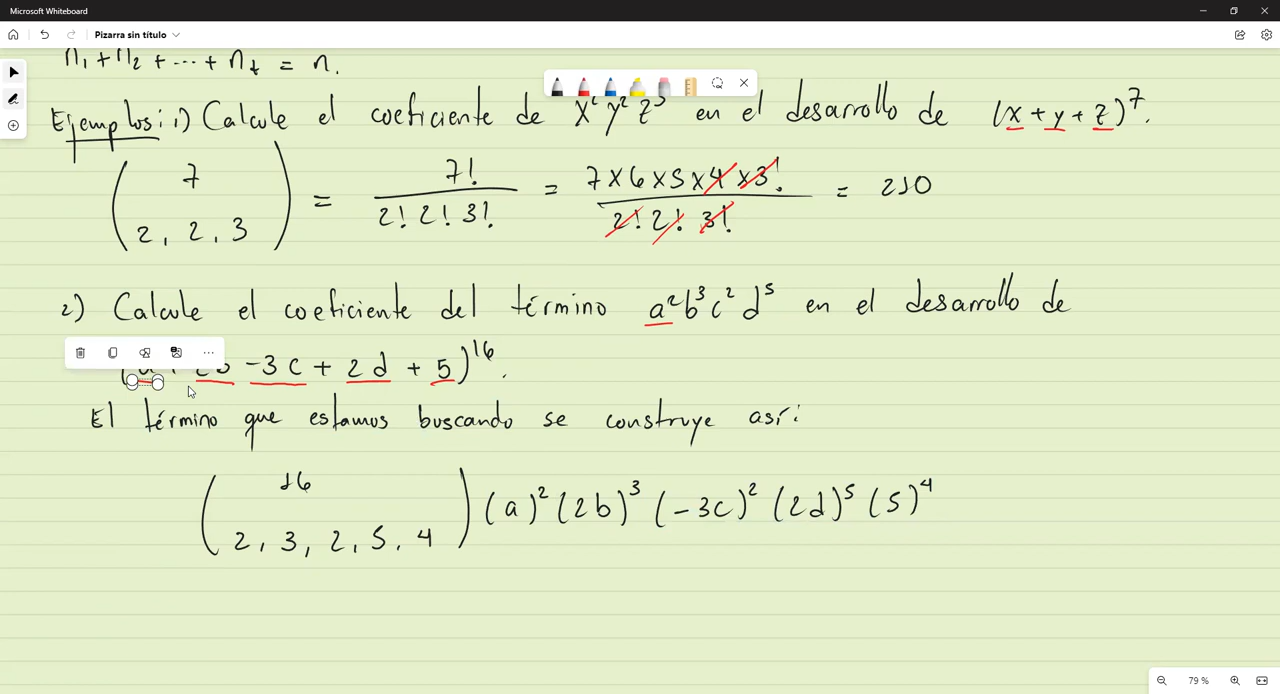 Microsoft Whiteboard
Pizarra sin título
n₁+n₂ + ··· + n_t = n.
Ejemplos: 1) Calcule el coeficiente de x²y²z³ en el desarrollo de (x + y + z)⁷.
( 7 ; 2, 2, 3 ) = 7! / 2! 2! 3! = 7×6×5×4×3! / 2! 2! 3! = 210
2) Calcule el coeficiente del término a²b³c²d⁵ en el desarrollo de
2b -3c + 2d + 5)¹⁶.
El término que estamos buscando se construye así:
( 16 ; 2, 3, 2, 5, 4 ) (a)² (2b)³ (-3c)² (2d)⁵ (5)⁴
79 %